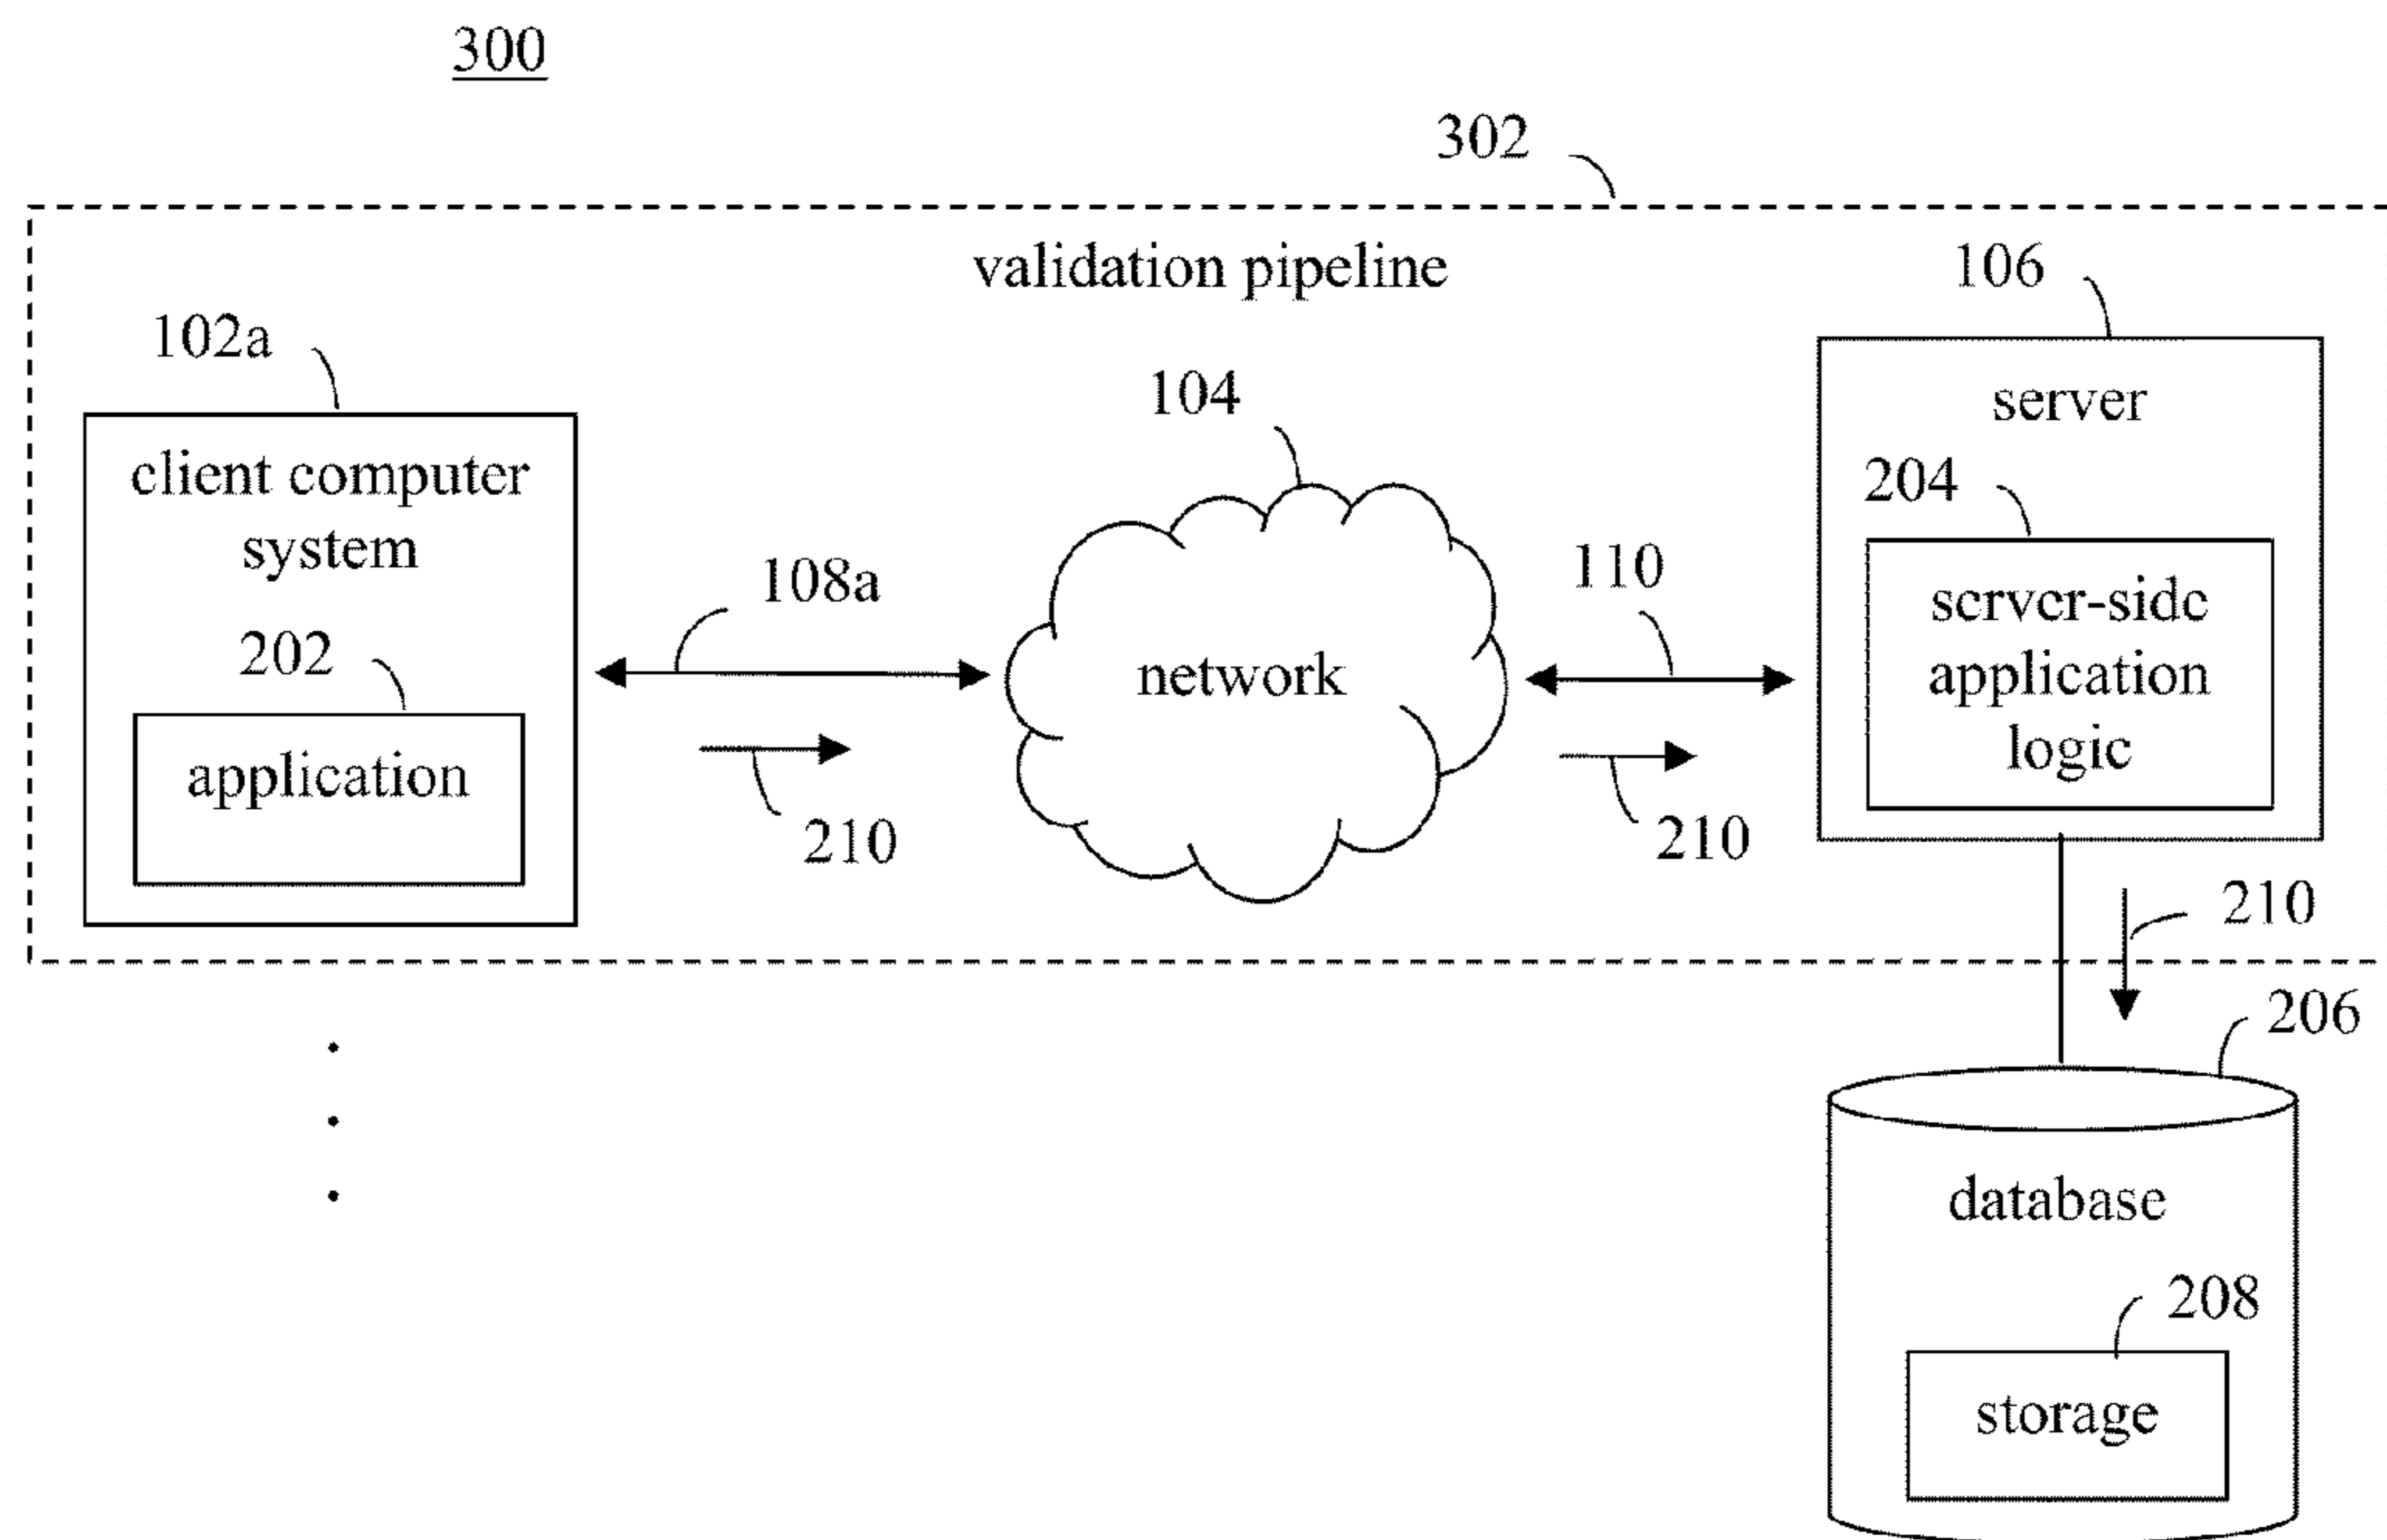 300
302
validation pipeline
106
102a
104
server
client computer
system
204
108a
110
server-side
application
logic
202
network
application
210
210
210
206
database
208
storage